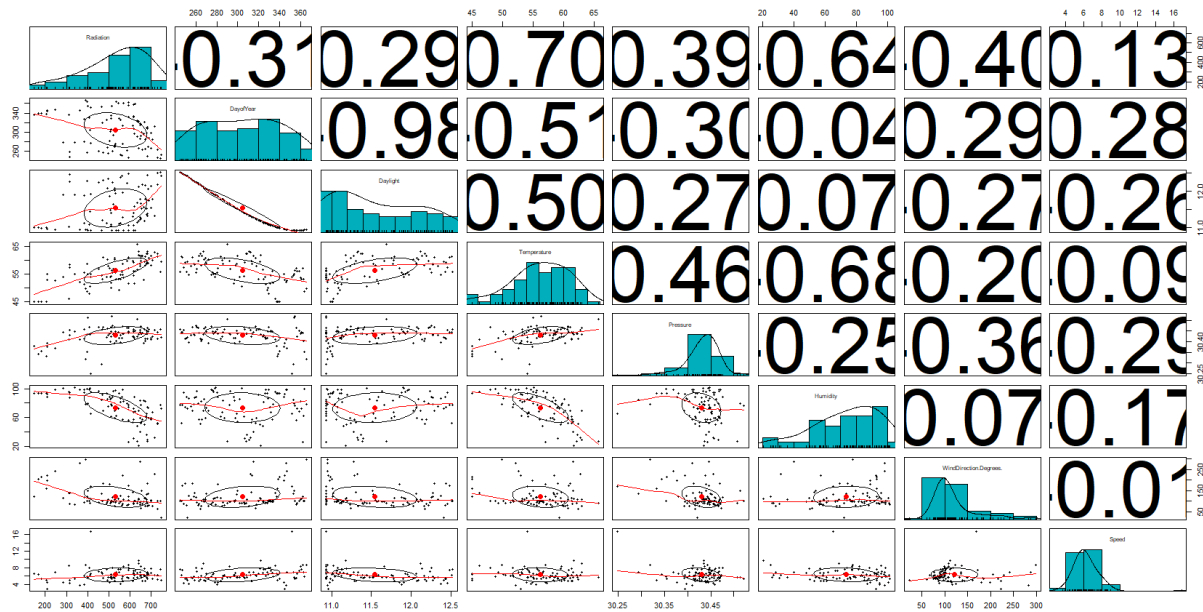 260 280 300 320 340 360 45 50 55 60 65 20 40 60 80 100 4 6 8 10 12 16
Radiation -0.31 0.29 0.70 0.39 -0.64 -0.40 0.13 200 400 600
260 300 340 DayofYear -0.98 -0.51 -0.30 -0.04 0.29 -0.28
Daylight 0.50 0.27 0.07 -0.27 -0.26 11.0 12.0
45 55 65 Temperature 0.46 -0.68 -0.20 -0.09
Pressure -0.25 -0.36 -0.29 30.25 30.40
20 60 100 Humidity 0.07 -0.17
WindDirection.Degrees. -0.01 50 150 250
4 8 12 16 Speed
200 300 400 500 600 700 11.0 11.5 12.0 12.5 30.25 30.35 30.45 50 100 150 200 250 300